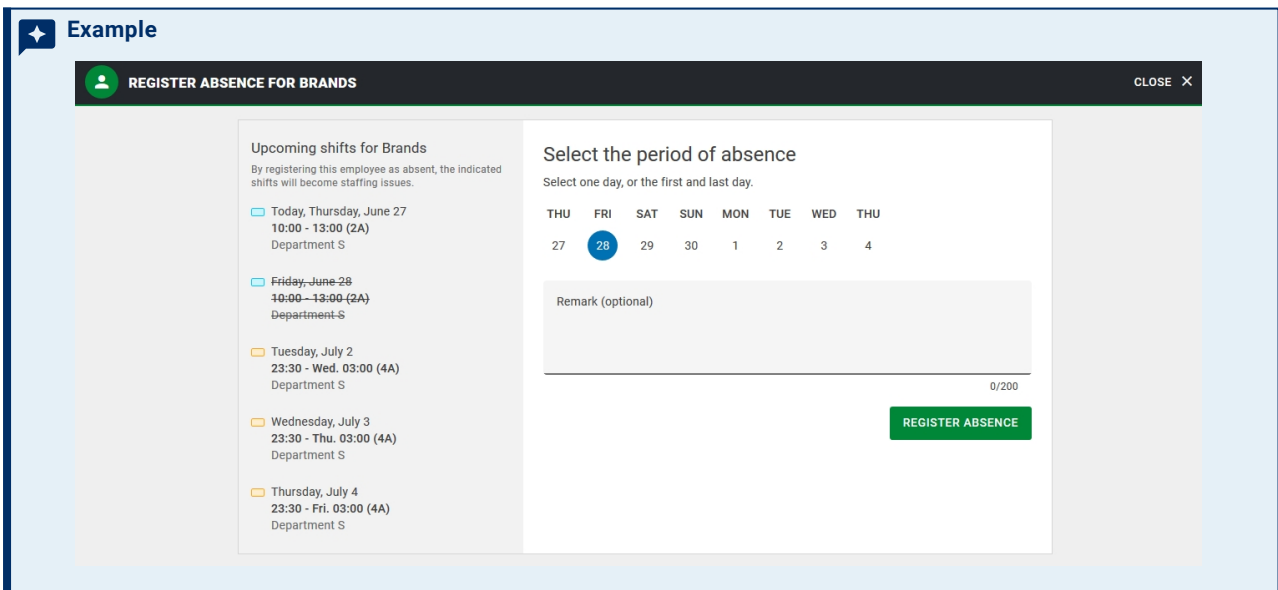 Example
REGISTER ABSENCE FOR BRANDS
CLOSE ✕
Upcoming shifts for Brands
By registering this employee as absent, the indicated
shifts will become staffing issues.
Today, Thursday, June 27
10:00 - 13:00 (2A)
Department S
Friday, June 28
10:00 - 13:00 (2A)
Department S
Tuesday, July 2
23:30 - Wed. 03:00 (4A)
Department S
Wednesday, July 3
23:30 - Thu. 03:00 (4A)
Department S
Thursday, July 4
23:30 - Fri. 03:00 (4A)
Department S
Select the period of absence
Select one day, or the first and last day.
THU FRI SAT SUN MON TUE WED THU
27 28 29 30 1 2 3 4
Remark (optional)
0/200
REGISTER ABSENCE